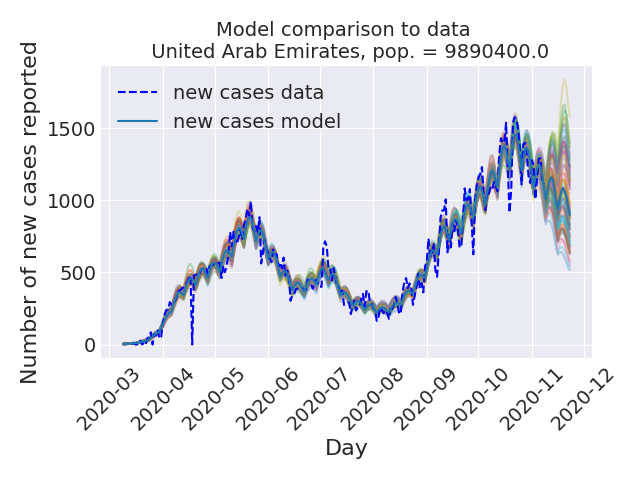 Model comparison to data
United Arab Emirates, pop. = 9890400.0
new cases data
new cases model
Number of new cases reported
1500
1000
500
0
2020-03
2020-04
2020-05
2020-06
2020-07
2020-08
2020-09
2020-10
2020-11
2020-12
Day